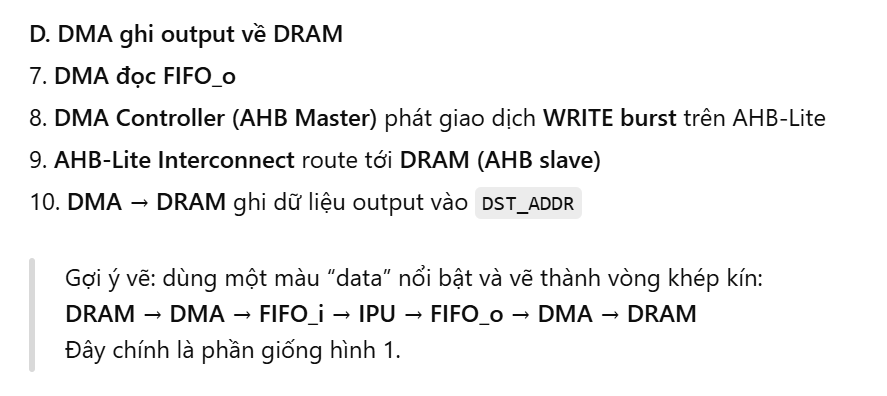 D. DMA ghi output về DRAM
7. DMA đọc FIFO_o
8. DMA Controller (AHB Master) phát giao dịch WRITE burst trên AHB-Lite
9. AHB-Lite Interconnect route tới DRAM (AHB slave)
10. DMA → DRAM ghi dữ liệu output vào DST_ADDR
Gợi ý vẽ: dùng một màu “data” nổi bật và vẽ thành vòng khép kín:
DRAM → DMA → FIFO_i → IPU → FIFO_o → DMA → DRAM
Đây chính là phần giống hình 1.